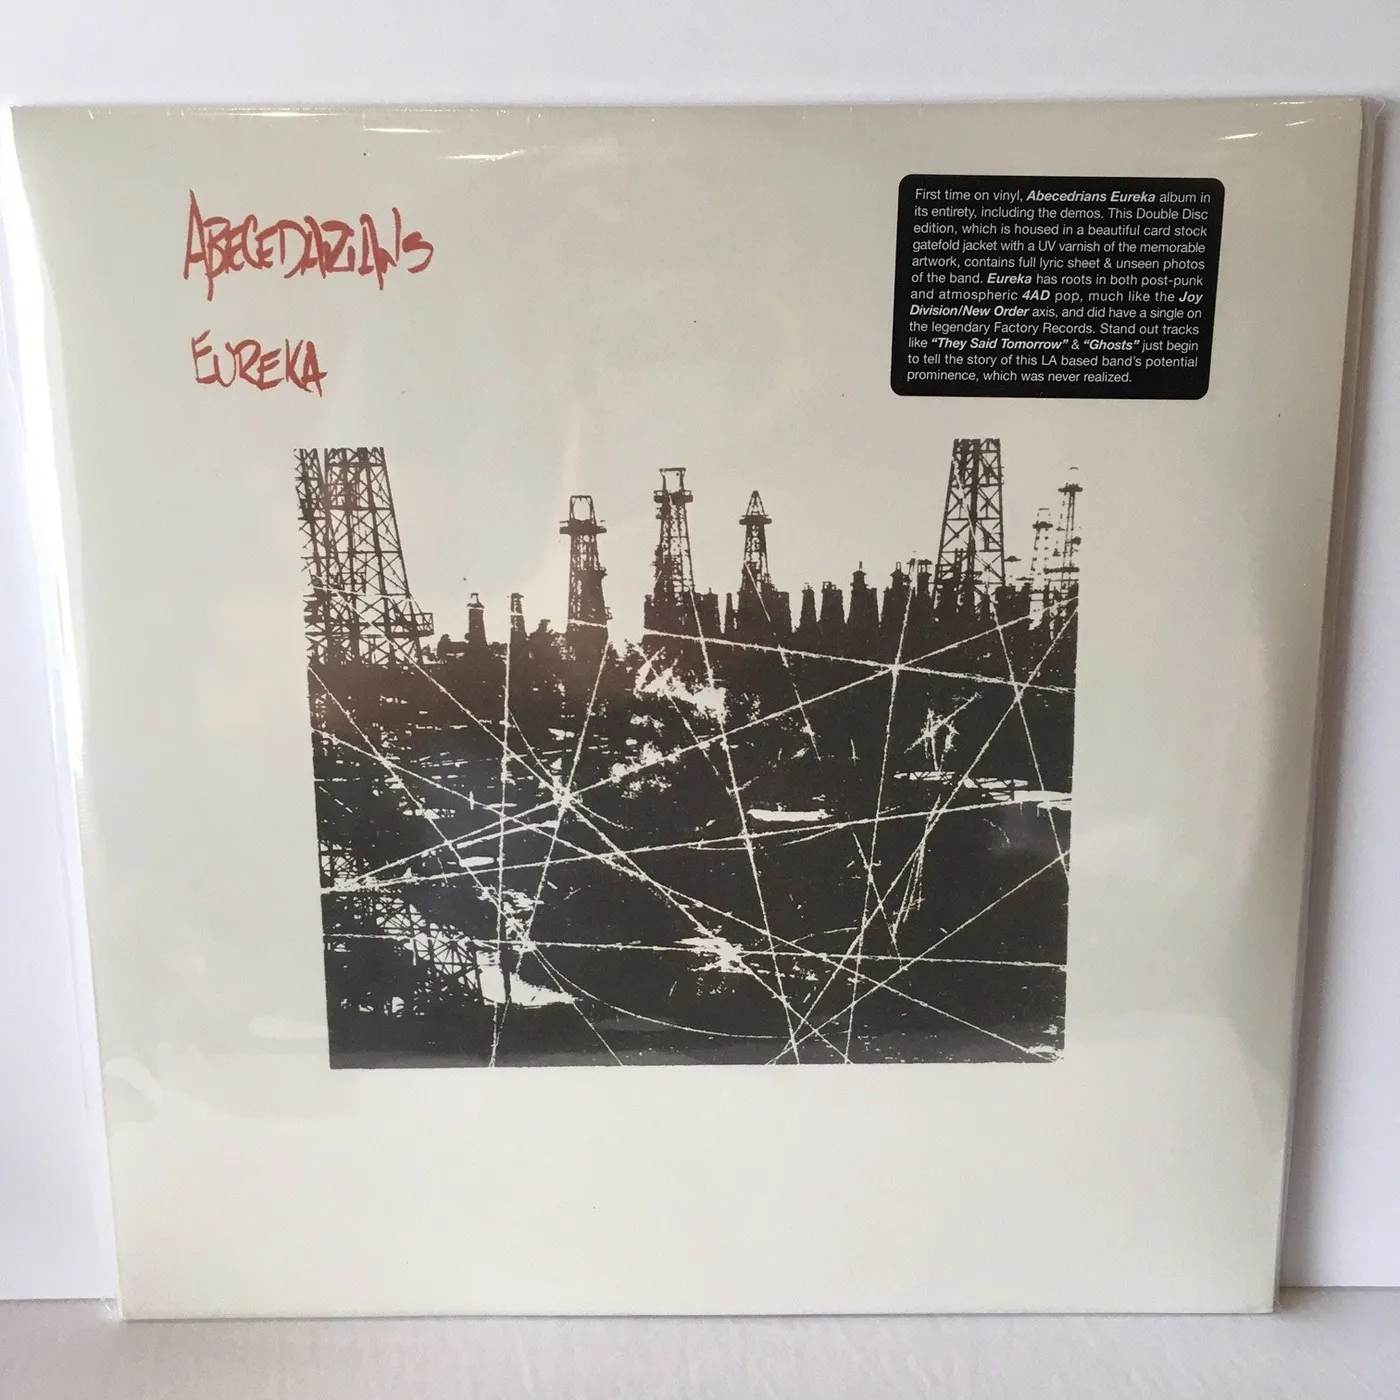 ABECEDARIANS
EUREKA
First time on vinyl, Abecedrians Eureka album in
its entirety, including the demos. This Double Disc
edition, which is housed in a beautiful card stock
gatefold jacket with a UV varnish of the memorable
artwork, contains full lyric sheet & unseen photos
of the band. Eureka has roots in both post-punk
and atmospheric 4AD pop, much like the Joy
Division/New Order axis, and did have a single on
the legendary Factory Records. Stand out tracks
like “They Said Tomorrow” & “Ghosts” just begin
to tell the story of this LA based band's potential
prominence, which was never realized.